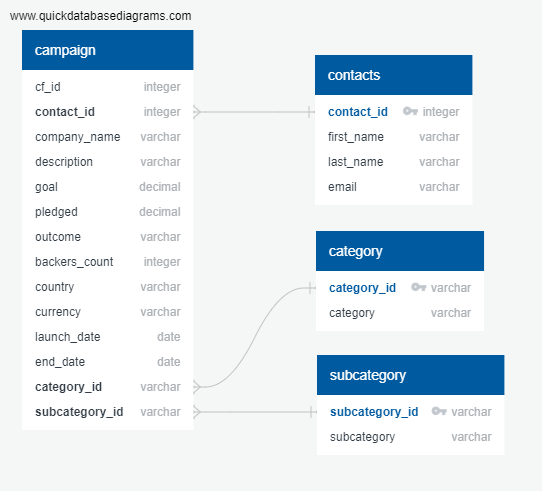 www.quickdatabasediagrams.com
campaign
cf_id integer
contact_id integer
company_name varchar
description varchar
goal decimal
pledged decimal
outcome varchar
backers_count integer
country varchar
currency varchar
launch_date date
end_date date
category_id varchar
subcategory_id varchar
contacts
contact_id integer
first_name varchar
last_name varchar
email varchar
category
category_id varchar
category varchar
subcategory
subcategory_id varchar
subcategory varchar